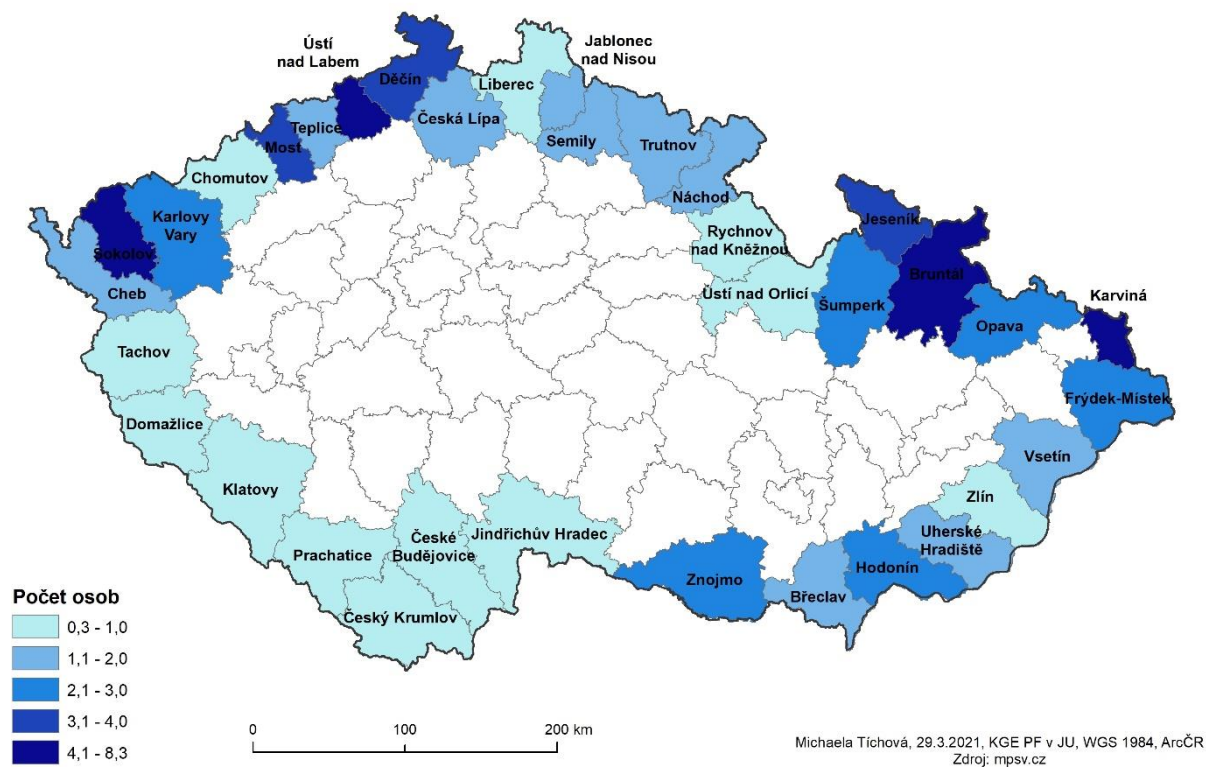 Ústí
nad Labem
Jablonec
nad Nisou
Děčín
Liberec
Teplice
Česká Lípa
Most
Semily
Trutnov
Chomutov
Náchod
Karlovy
Vary
Jeseník
Rychnov
nad Kněžnou
Sokolov
Bruntál
Cheb
Ústí nad Orlicí
Šumperk
Karviná
Opava
Tachov
Frýdek-Místek
Domažlice
Vsetín
Klatovy
Zlín
České
Budějovice
Jindřichův Hradec
Uherské
Hradiště
Prachatice
Hodonín
Znojmo
Břeclav
Český Krumlov
Počet osob
0,3 - 1,0
1,1 - 2,0
2,1 - 3,0
3,1 - 4,0
4,1 - 8,3
0 100 200 km
Michaela Tíchová, 29.3.2021, KGE PF v JU, WGS 1984, ArcČR
Zdroj: mpsv.cz